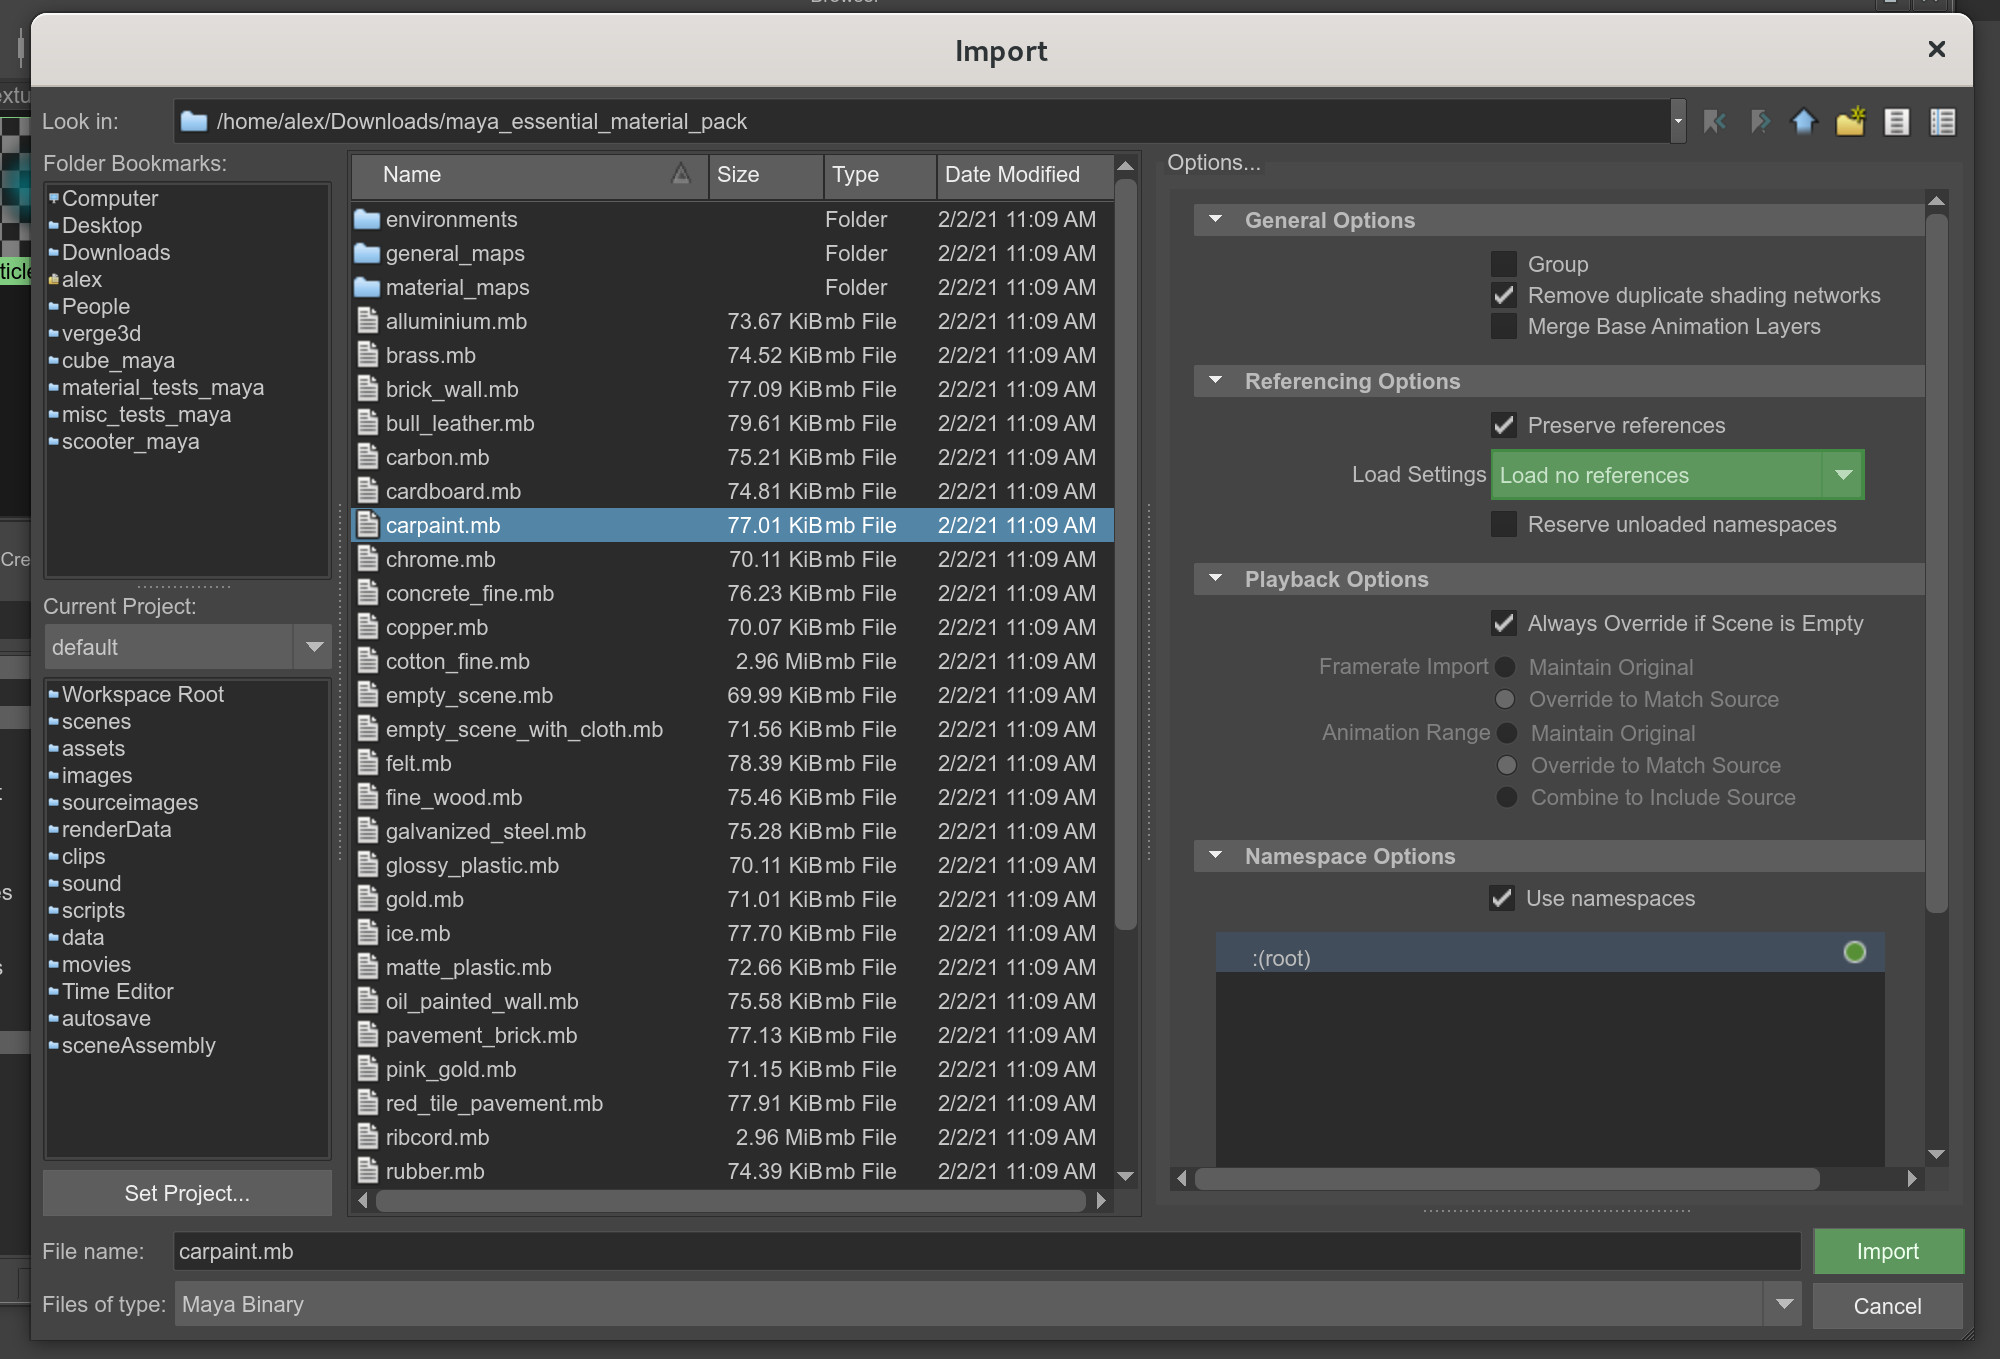 Import
Look in:
/home/alex/Downloads/maya_essential_material_pack
Folder Bookmarks:
Computer
Desktop
Downloads
alex
People
verge3d
cube_maya
material_tests_maya
misc_tests_maya
scooter_maya
Current Project:
default
Workspace Root
scenes
assets
images
sourceimages
renderData
clips
sound
scripts
data
movies
Time Editor
autosave
sceneAssembly
Set Project...
Name Size Type Date Modified
environments Folder 2/2/21 11:09 AM
general_maps Folder 2/2/21 11:09 AM
material_maps Folder 2/2/21 11:09 AM
alluminium.mb 73.67 KiB mb File 2/2/21 11:09 AM
brass.mb 74.52 KiB mb File 2/2/21 11:09 AM
brick_wall.mb 77.09 KiB mb File 2/2/21 11:09 AM
bull_leather.mb 79.61 KiB mb File 2/2/21 11:09 AM
carbon.mb 75.21 KiB mb File 2/2/21 11:09 AM
cardboard.mb 74.81 KiB mb File 2/2/21 11:09 AM
carpaint.mb 77.01 KiB mb File 2/2/21 11:09 AM
chrome.mb 70.11 KiB mb File 2/2/21 11:09 AM
concrete_fine.mb 76.23 KiB mb File 2/2/21 11:09 AM
copper.mb 70.07 KiB mb File 2/2/21 11:09 AM
cotton_fine.mb 2.96 MiB mb File 2/2/21 11:09 AM
empty_scene.mb 69.99 KiB mb File 2/2/21 11:09 AM
empty_scene_with_cloth.mb 71.56 KiB mb File 2/2/21 11:09 AM
felt.mb 78.39 KiB mb File 2/2/21 11:09 AM
fine_wood.mb 75.46 KiB mb File 2/2/21 11:09 AM
galvanized_steel.mb 75.28 KiB mb File 2/2/21 11:09 AM
glossy_plastic.mb 70.11 KiB mb File 2/2/21 11:09 AM
gold.mb 71.01 KiB mb File 2/2/21 11:09 AM
ice.mb 77.70 KiB mb File 2/2/21 11:09 AM
matte_plastic.mb 72.66 KiB mb File 2/2/21 11:09 AM
oil_painted_wall.mb 75.58 KiB mb File 2/2/21 11:09 AM
pavement_brick.mb 77.13 KiB mb File 2/2/21 11:09 AM
pink_gold.mb 71.15 KiB mb File 2/2/21 11:09 AM
red_tile_pavement.mb 77.91 KiB mb File 2/2/21 11:09 AM
ribcord.mb 2.96 MiB mb File 2/2/21 11:09 AM
rubber.mb 74.39 KiB mb File 2/2/21 11:09 AM
Options...
General Options
Group
Remove duplicate shading networks
Merge Base Animation Layers
Referencing Options
Preserve references
Load Settings Load no references
Reserve unloaded namespaces
Playback Options
Always Override if Scene is Empty
Framerate Import Maintain Original
Override to Match Source
Animation Range Maintain Original
Override to Match Source
Combine to Include Source
Namespace Options
Use namespaces
:(root)
File name: carpaint.mb
Import
Files of type: Maya Binary
Cancel